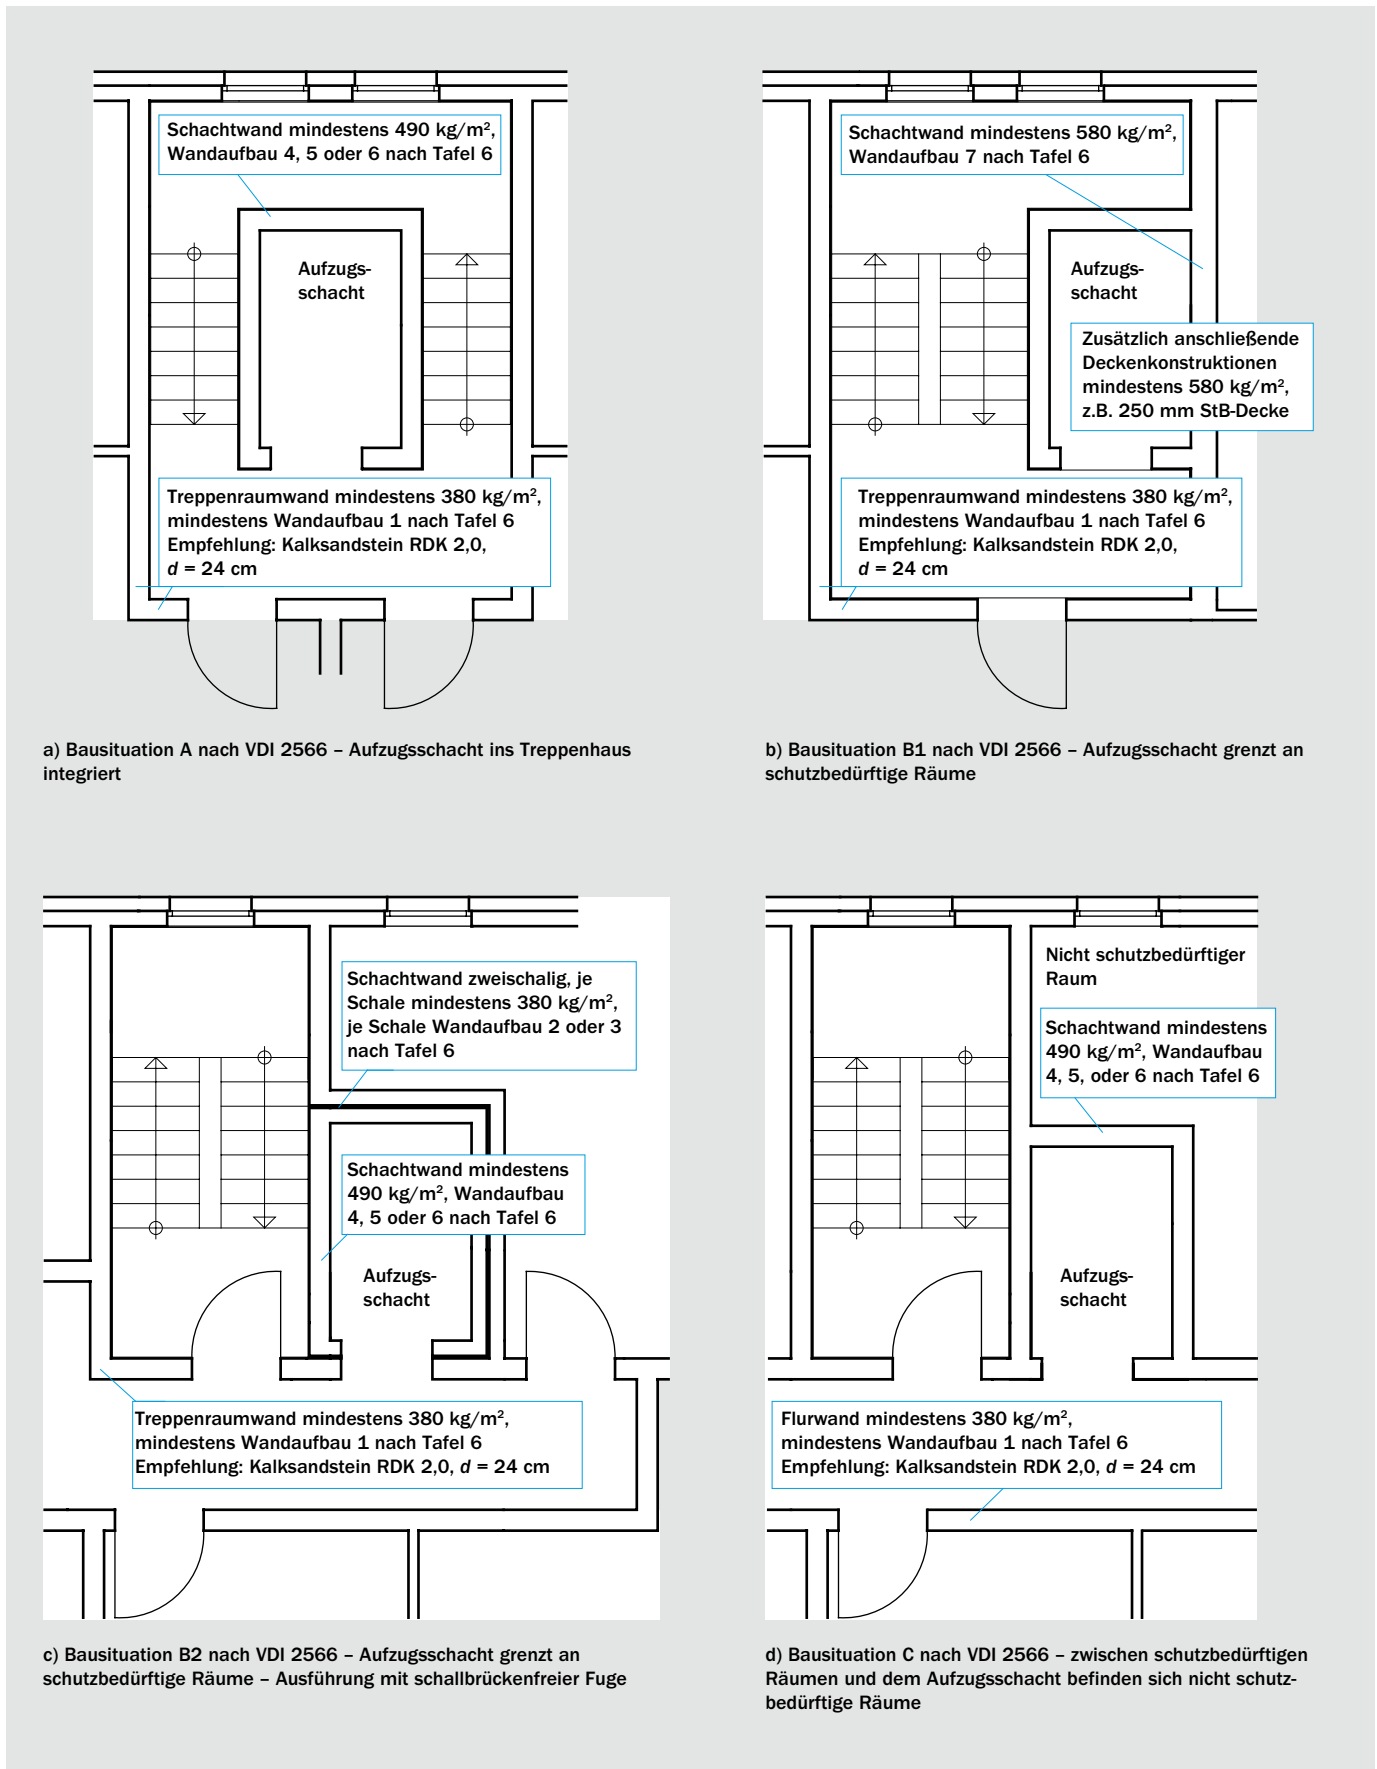 Schachtwand mindestens 490 kg/m²,
Wandaufbau 4, 5 oder 6 nach Tafel 6
Aufzugs-
schacht
Treppenraumwand mindestens 380 kg/m²,
mindestens Wandaufbau 1 nach Tafel 6
Empfehlung: Kalksandstein RDK 2,0,
d = 24 cm
a) Bausituation A nach VDI 2566 – Aufzugsschacht ins Treppenhaus
integriert
Schachtwand mindestens 580 kg/m²,
Wandaufbau 7 nach Tafel 6
Aufzugs-
schacht
Zusätzlich anschließende
Deckenkonstruktionen
mindestens 580 kg/m²,
z.B. 250 mm StB-Decke
Treppenraumwand mindestens 380 kg/m²,
mindestens Wandaufbau 1 nach Tafel 6
Empfehlung: Kalksandstein RDK 2,0,
d = 24 cm
b) Bausituation B1 nach VDI 2566 – Aufzugsschacht grenzt an
schutzbedürftige Räume
Schachtwand zweischalig, je
Schale mindestens 380 kg/m²,
je Schale Wandaufbau 2 oder 3
nach Tafel 6
Schachtwand mindestens
490 kg/m², Wandaufbau
4, 5 oder 6 nach Tafel 6
Aufzugs-
schacht
Treppenraumwand mindestens 380 kg/m²,
mindestens Wandaufbau 1 nach Tafel 6
Empfehlung: Kalksandstein RDK 2,0, d = 24 cm
c) Bausituation B2 nach VDI 2566 – Aufzugsschacht grenzt an
schutzbedürftige Räume – Ausführung mit schallbrückenfreier Fuge
Nicht schutzbedürftiger
Raum
Schachtwand mindestens
490 kg/m², Wandaufbau
4, 5, oder 6 nach Tafel 6
Aufzugs-
schacht
Flurwand mindestens 380 kg/m²,
mindestens Wandaufbau 1 nach Tafel 6
Empfehlung: Kalksandstein RDK 2,0, d = 24 cm
d) Bausituation C nach VDI 2566 – zwischen schutzbedürftigen
Räumen und dem Aufzugsschacht befinden sich nicht schutz-
bedürftige Räume